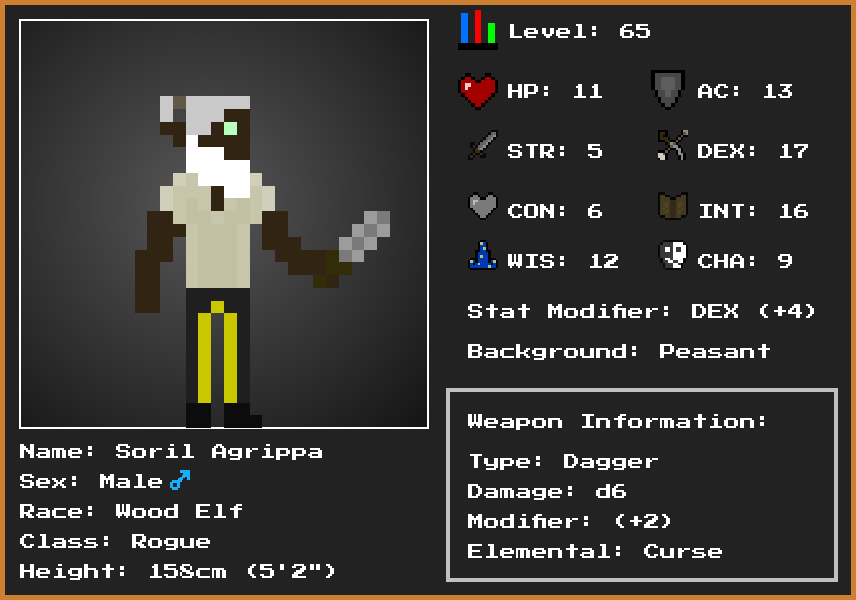 Level: 65
HP: 11
AC: 13
STR: 5
DEX: 17
CON: 6
INT: 16
WIS: 12
CHA: 9
Stat Modifier: DEX (+4)
Background: Peasant
Weapon Information:
Type: Dagger
Damage: d6
Modifier: (+2)
Elemental: Curse
Name: Soril Agrippa
Sex: Male♂
Race: Wood Elf
Class: Rogue
Height: 158cm (5'2")